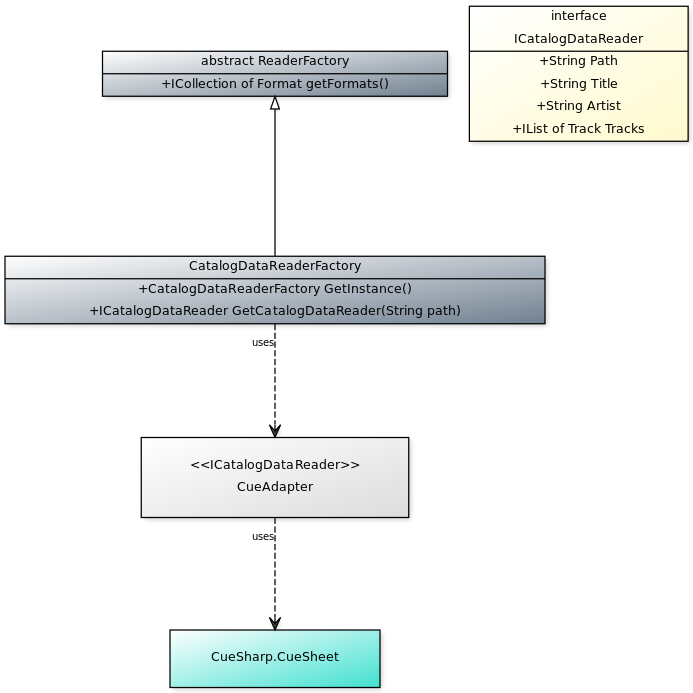 interface
ICatalogDataReader
+String Path
+String Title
+String Artist
+IList of Track Tracks
abstract ReaderFactory
+ICollection of Format getFormats()
CatalogDataReaderFactory
+CatalogDataReaderFactory GetInstance()
+ICatalogDataReader GetCatalogDataReader(String path)
uses
<<ICatalogDataReader>>
CueAdapter
uses
CueSharp.CueSheet